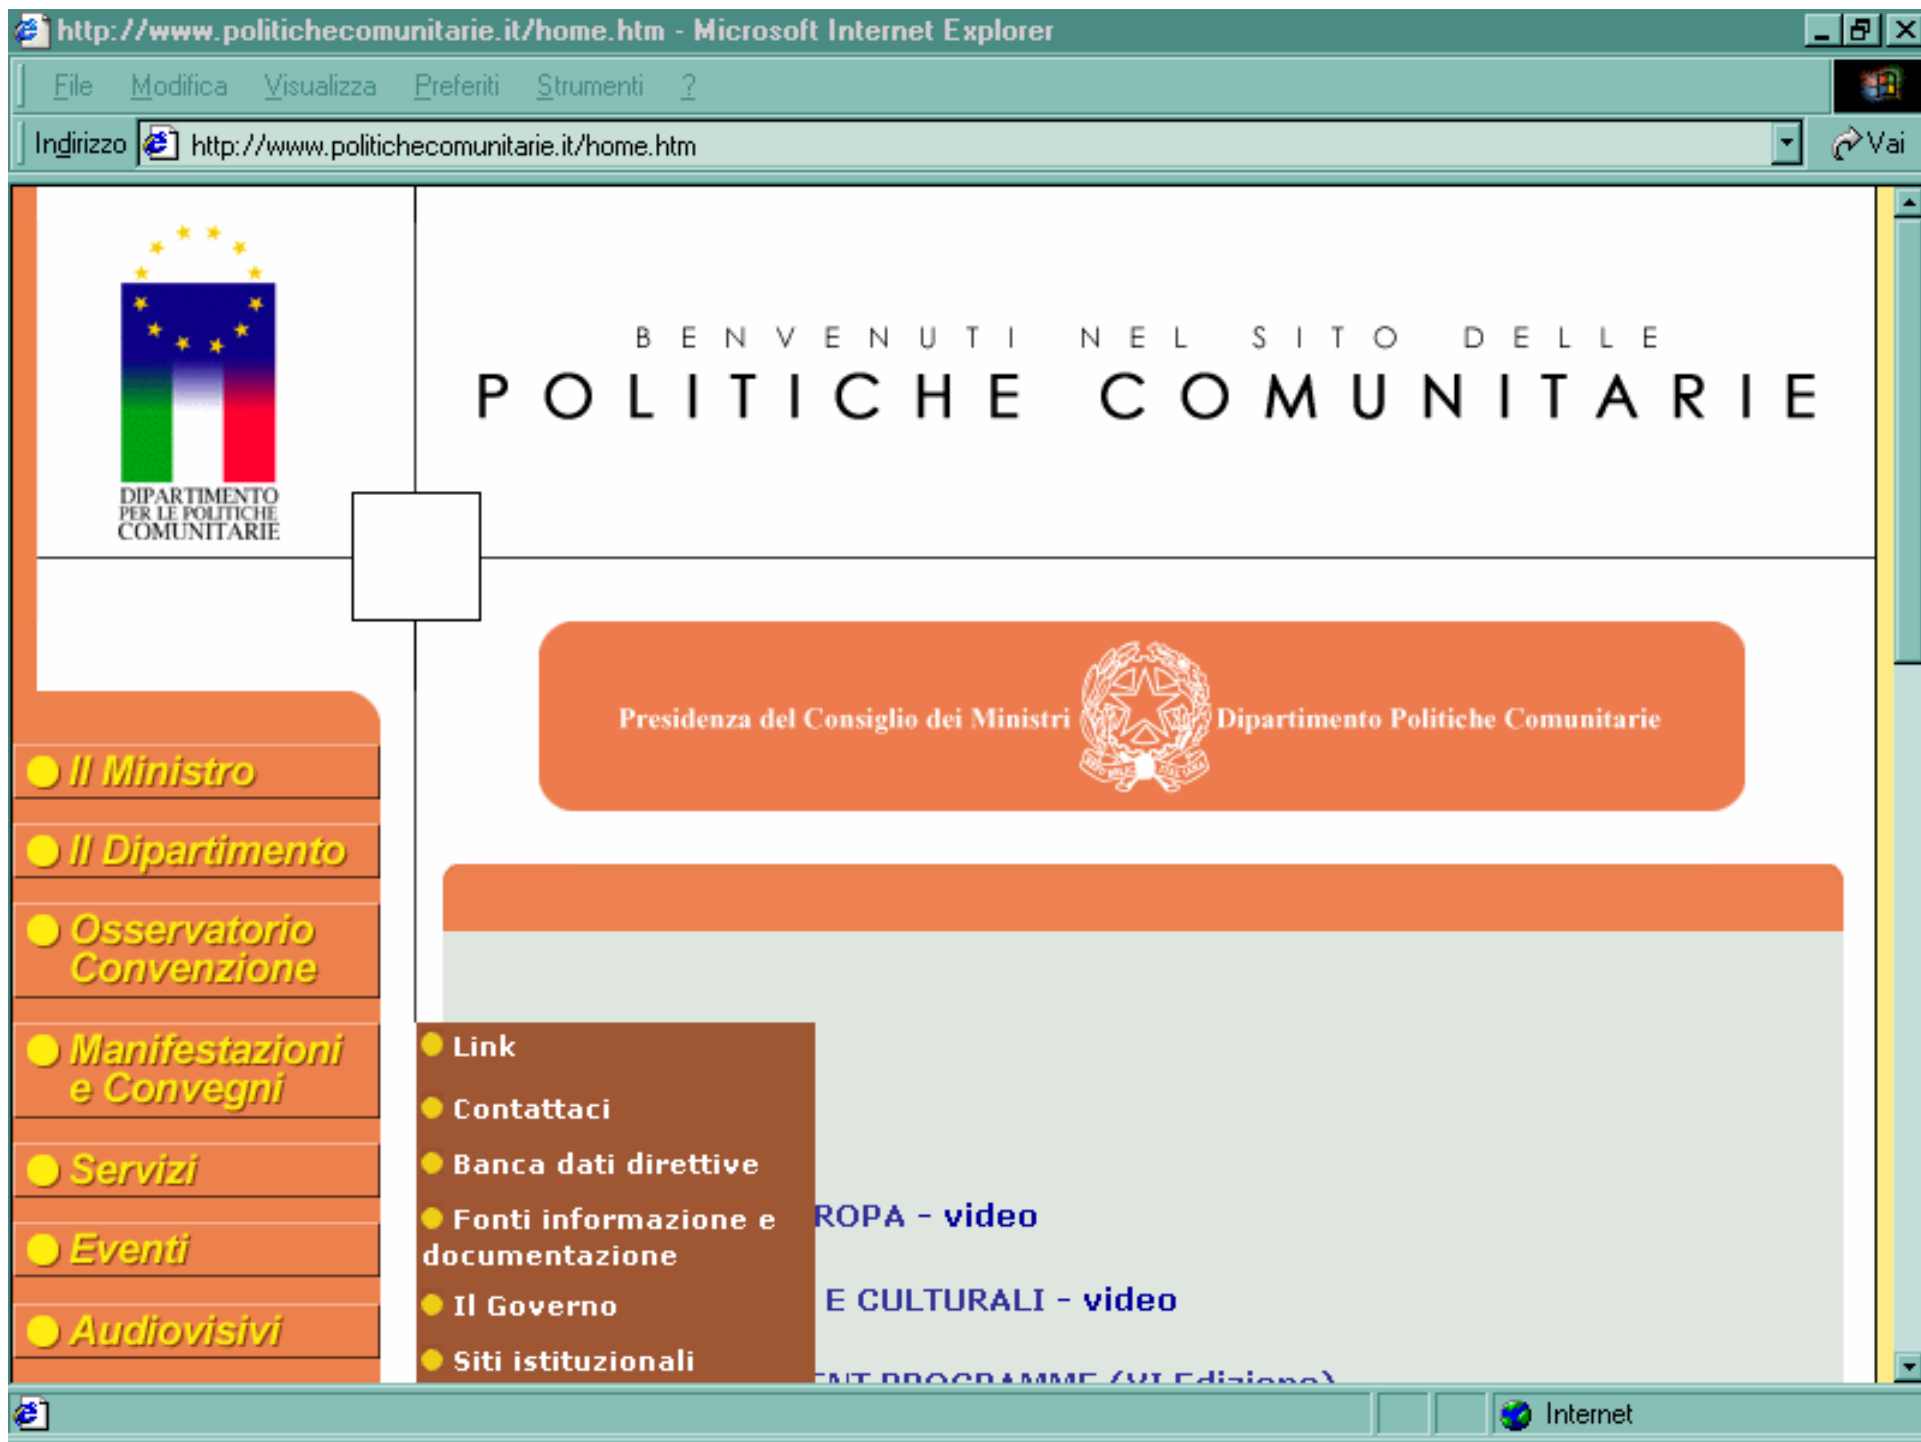 http://www.politichecomunitarie.it/home.htm - Microsoft Internet Explorer
File Modifica Visualizza Preferiti Strumenti ?
Indirizzo http://www.politichecomunitarie.it/home.htm Vai
DIPARTIMENTO
PER LE POLITICHE
COMUNITARIE
BENVENUTI NEL SITO DELLE
POLITICHE COMUNITARIE
Presidenza del Consiglio dei Ministri Dipartimento Politiche Comunitarie
Il Ministro
Il Dipartimento
Osservatorio
Convenzione
Manifestazioni
e Convegni
Servizi
Eventi
Audiovisivi
Link
Contattaci
Banca dati direttive
Fonti informazione e
documentazione
Il Governo
Siti istituzionali
ROPA - video
E CULTURALI - video
PROGRAMME (VI Edizione)
Internet